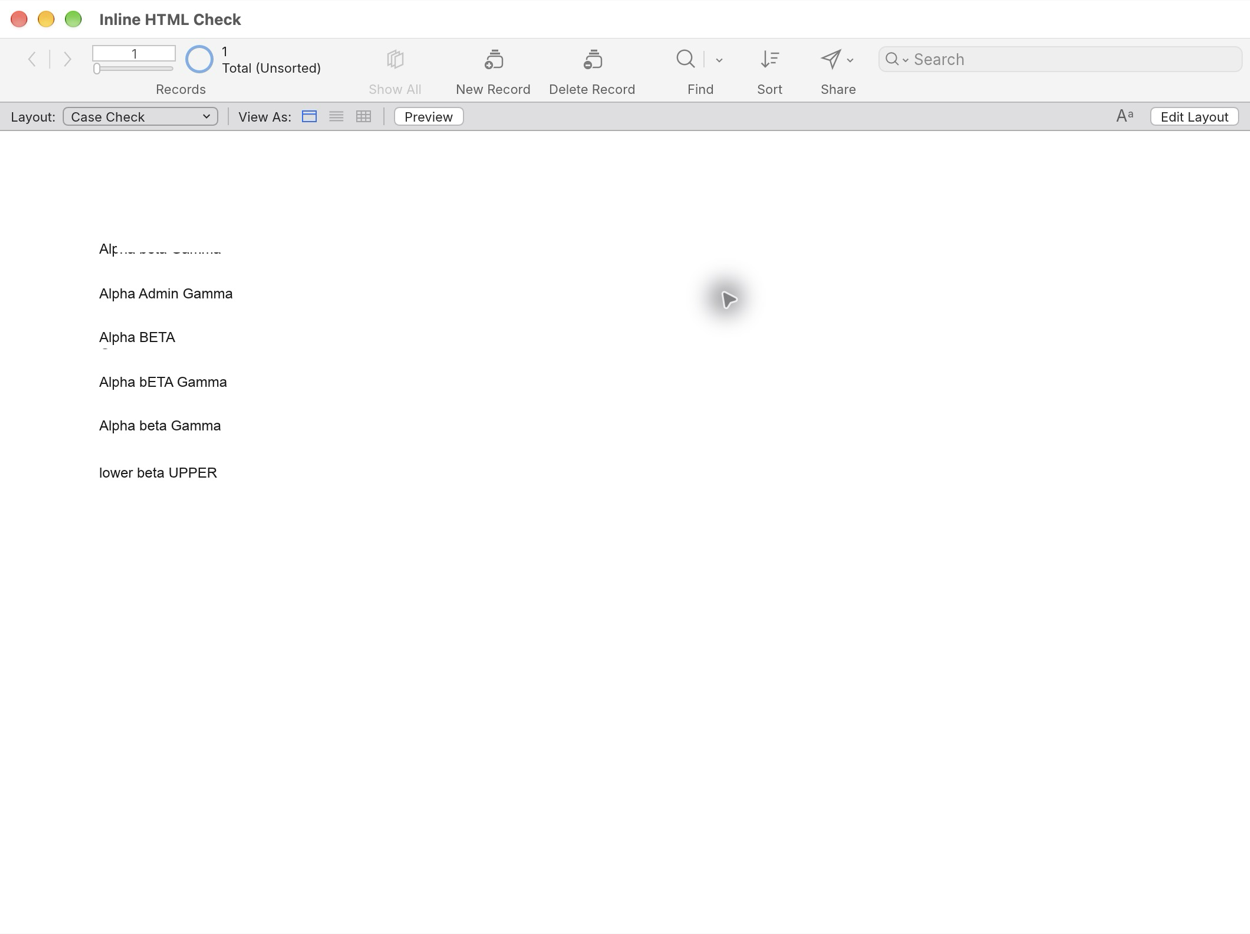 Inline HTML Check
1
1
Total (Unsorted)
Records
Show All
New Record
Delete Record
Find
Sort
Share
Search
Layout: Case Check
View As:
Preview
Aa
Edit Layout
Alpha Admin Gamma
Alpha BETA
Alpha bETA Gamma
Alpha beta Gamma
lower beta UPPER